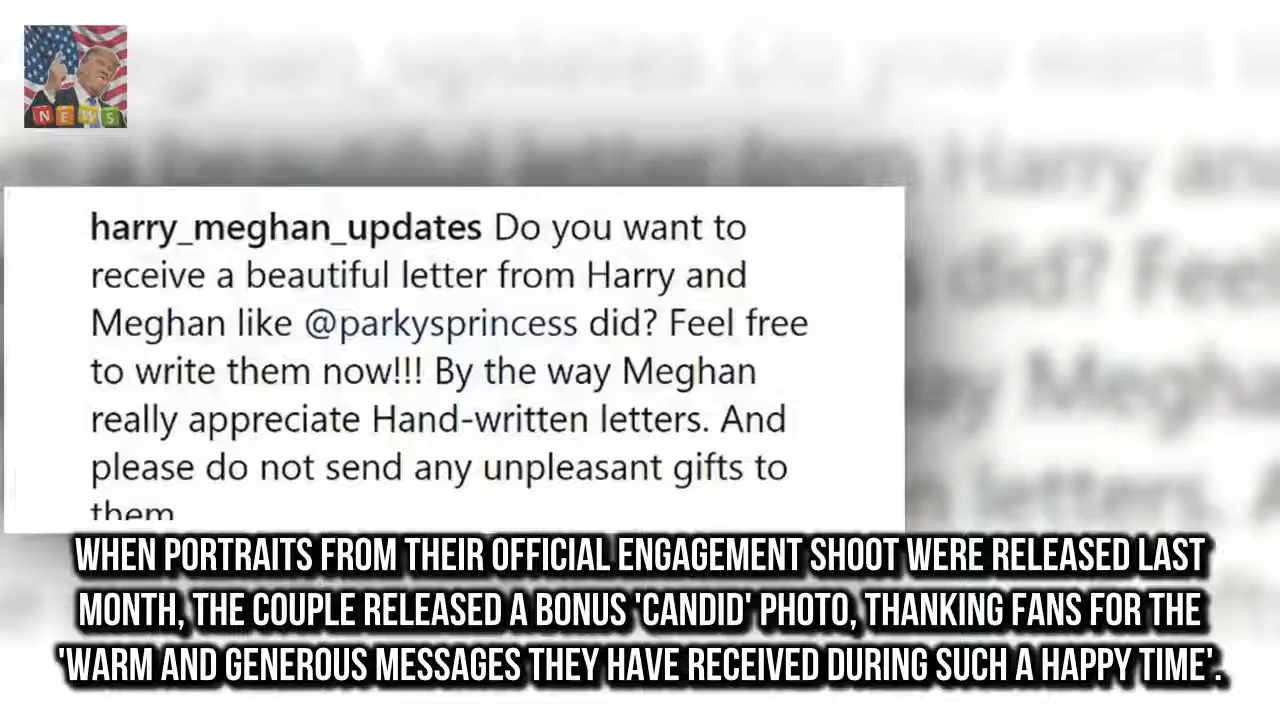 NEWS
harry_meghan_updates Do you want to
receive a beautiful letter from Harry and
Meghan like @parkysprincess did? Feel free
to write them now!!! By the way Meghan
really appreciate Hand-written letters. And
please do not send any unpleasant gifts to
them
WHEN PORTRAITS FROM THEIR OFFICIAL ENGAGEMENT SHOOT WERE RELEASED LAST
MONTH, THE COUPLE RELEASED A BONUS 'CANDID' PHOTO, THANKING FANS FOR THE
'WARM AND GENEROUS MESSAGES THEY HAVE RECEIVED DURING SUCH A HAPPY TIME'.